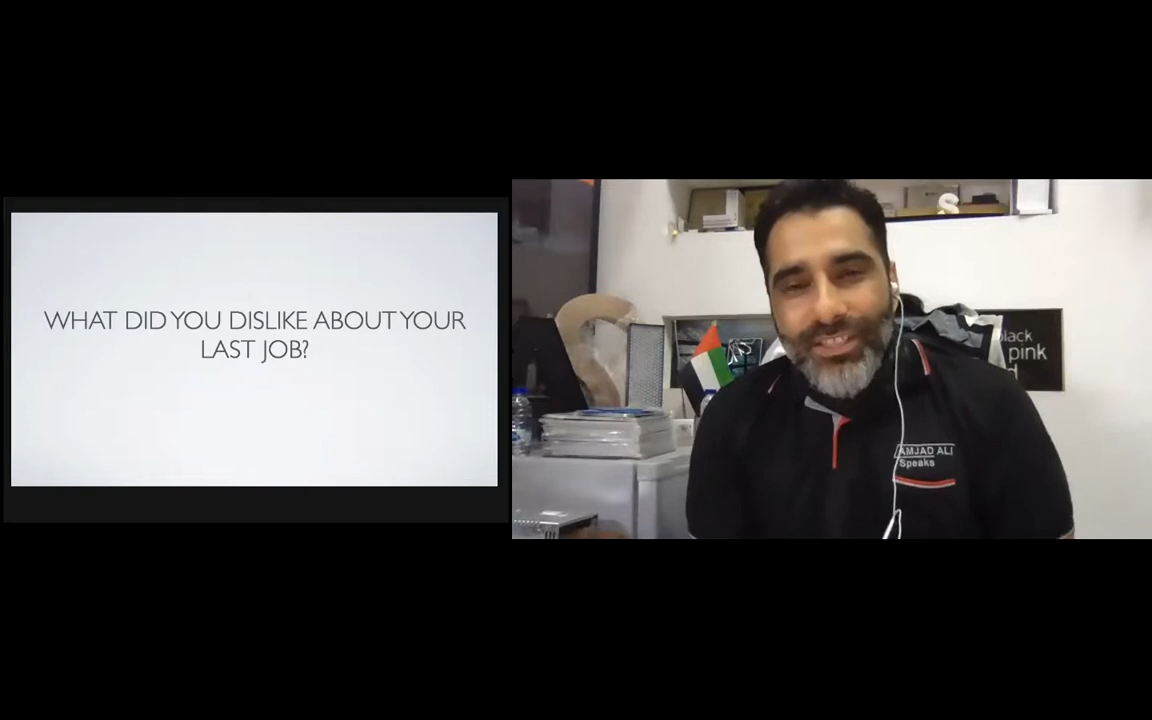 WHAT DID YOU DISLIKE ABOUT YOUR
LAST JOB?
S
AMJAD ALI
Speaks
black
pink